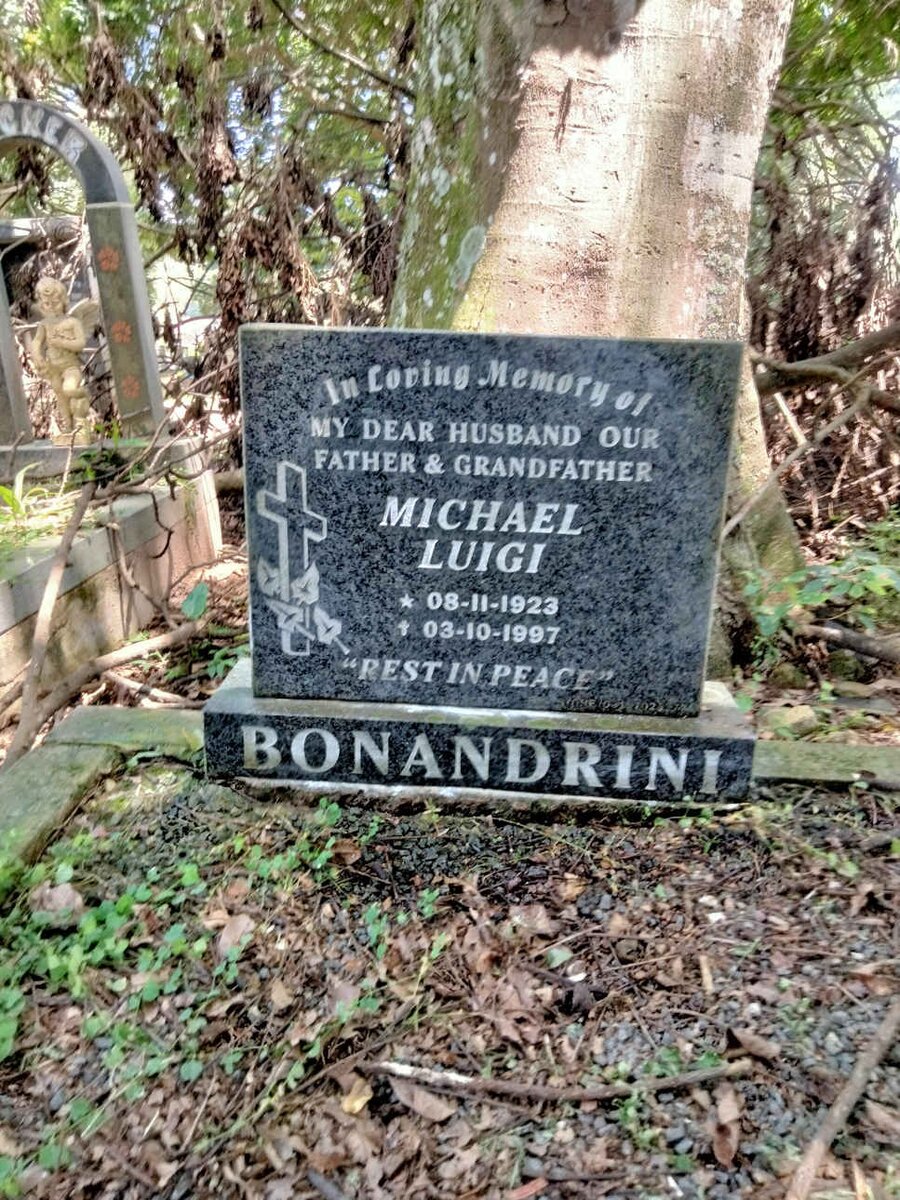 In Loving Memory of
MY DEAR HUSBAND OUR
FATHER & GRANDFATHER
MICHAEL
LUIGI
★ 08-11-1923
✝ 03-10-1997
"REST IN PEACE"
BONANDRINI